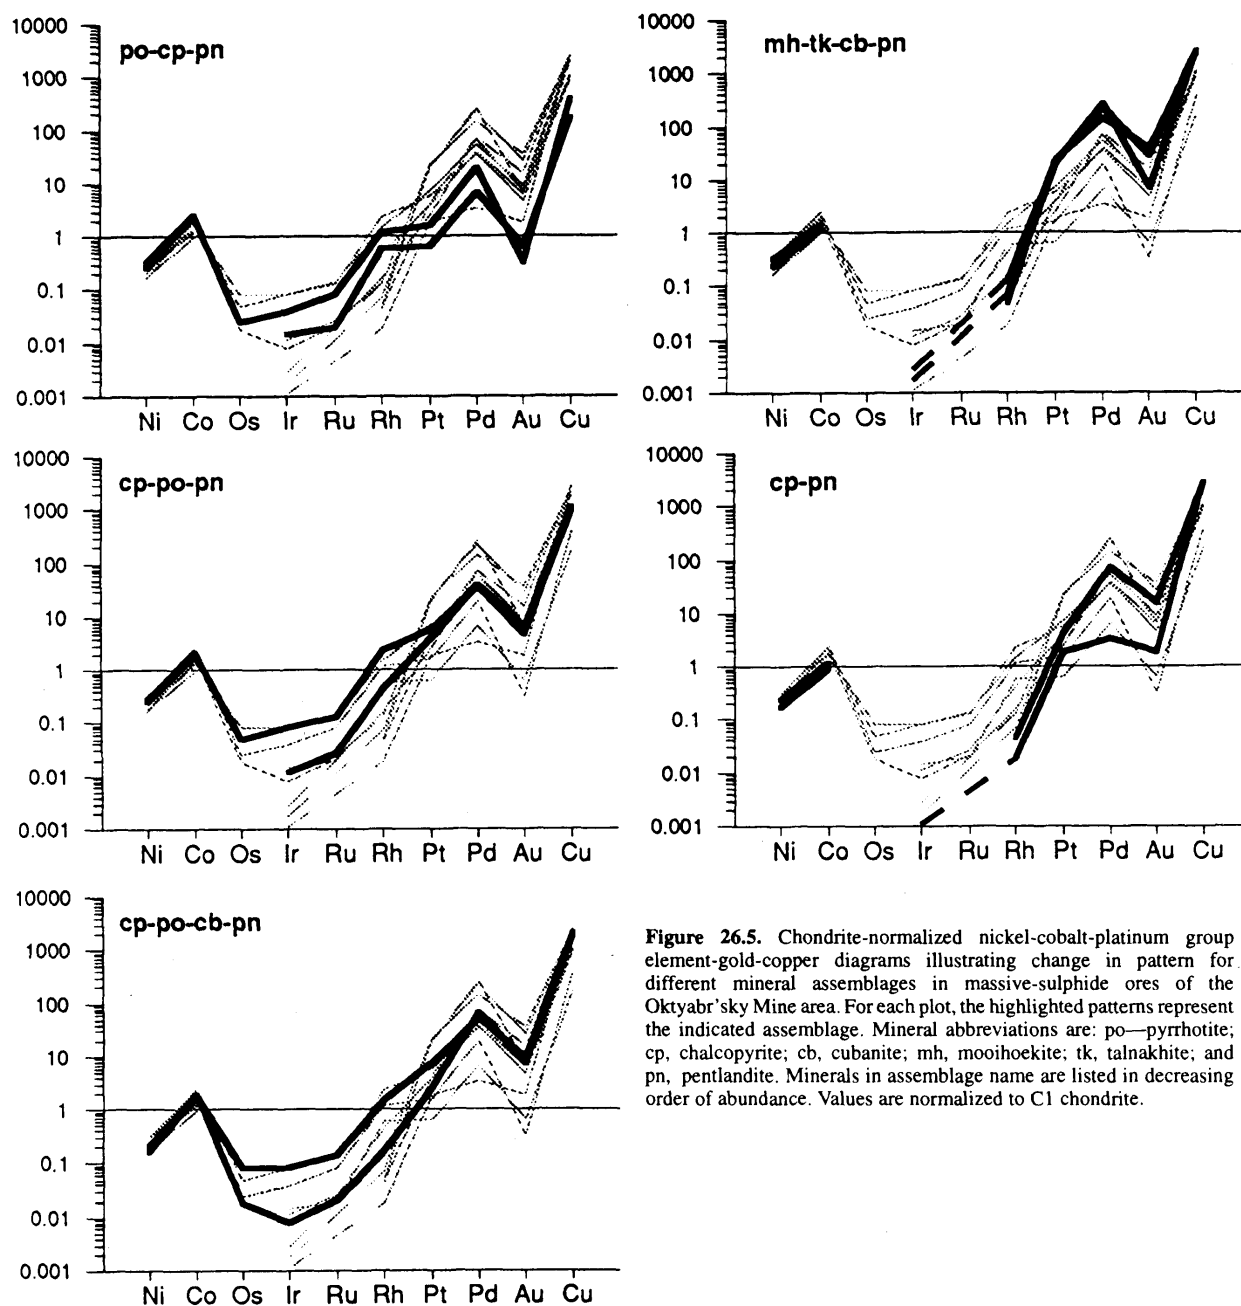 po-cp-pn
10000
1000
100
10
1
0.1
0.01
0.001
Ni Co Os Ir Ru Rh Pt Pd Au Cu
mh-tk-cb-pn
10000
1000
100
10
1
0.1
0.01
0.001
Ni Co Os Ir Ru Rh Pt Pd Au Cu
cp-po-pn
10000
1000
100
10
1
0.1
0.01
0.001
Ni Co Os Ir Ru Rh Pt Pd Au Cu
cp-pn
10000
1000
100
10
1
0.1
0.01
0.001
Ni Co Os Ir Ru Rh Pt Pd Au Cu
cp-po-cb-pn
10000
1000
100
10
1
0.1
0.01
0.001
Ni Co Os Ir Ru Rh Pt Pd Au Cu
Figure 26.5. Chondrite-normalized nickel-cobalt-platinum group
element-gold-copper diagrams illustrating change in pattern for
different mineral assemblages in massive-sulphide ores of the
Oktyabr'sky Mine area. For each plot, the highlighted patterns represent
the indicated assemblage. Mineral abbreviations are: po—pyrrhotite;
cp, chalcopyrite; cb, cubanite; mh, mooihoekite; tk, talnakhite; and
pn, pentlandite. Minerals in assemblage name are listed in decreasing
order of abundance. Values are normalized to C1 chondrite.